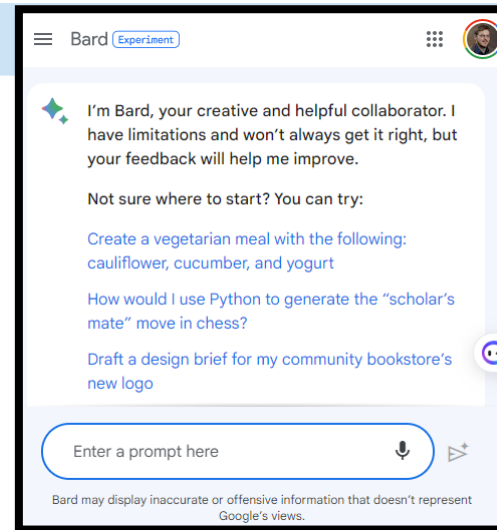 Bard Experiment
I’m Bard, your creative and helpful collaborator. I
have limitations and won’t always get it right, but
your feedback will help me improve.
Not sure where to start? You can try:
Create a vegetarian meal with the following:
cauliflower, cucumber, and yogurt
How would I use Python to generate the “scholar’s
mate” move in chess?
Draft a design brief for my community bookstore’s
new logo
Enter a prompt here
Bard may display inaccurate or offensive information that doesn’t represent
Google’s views.